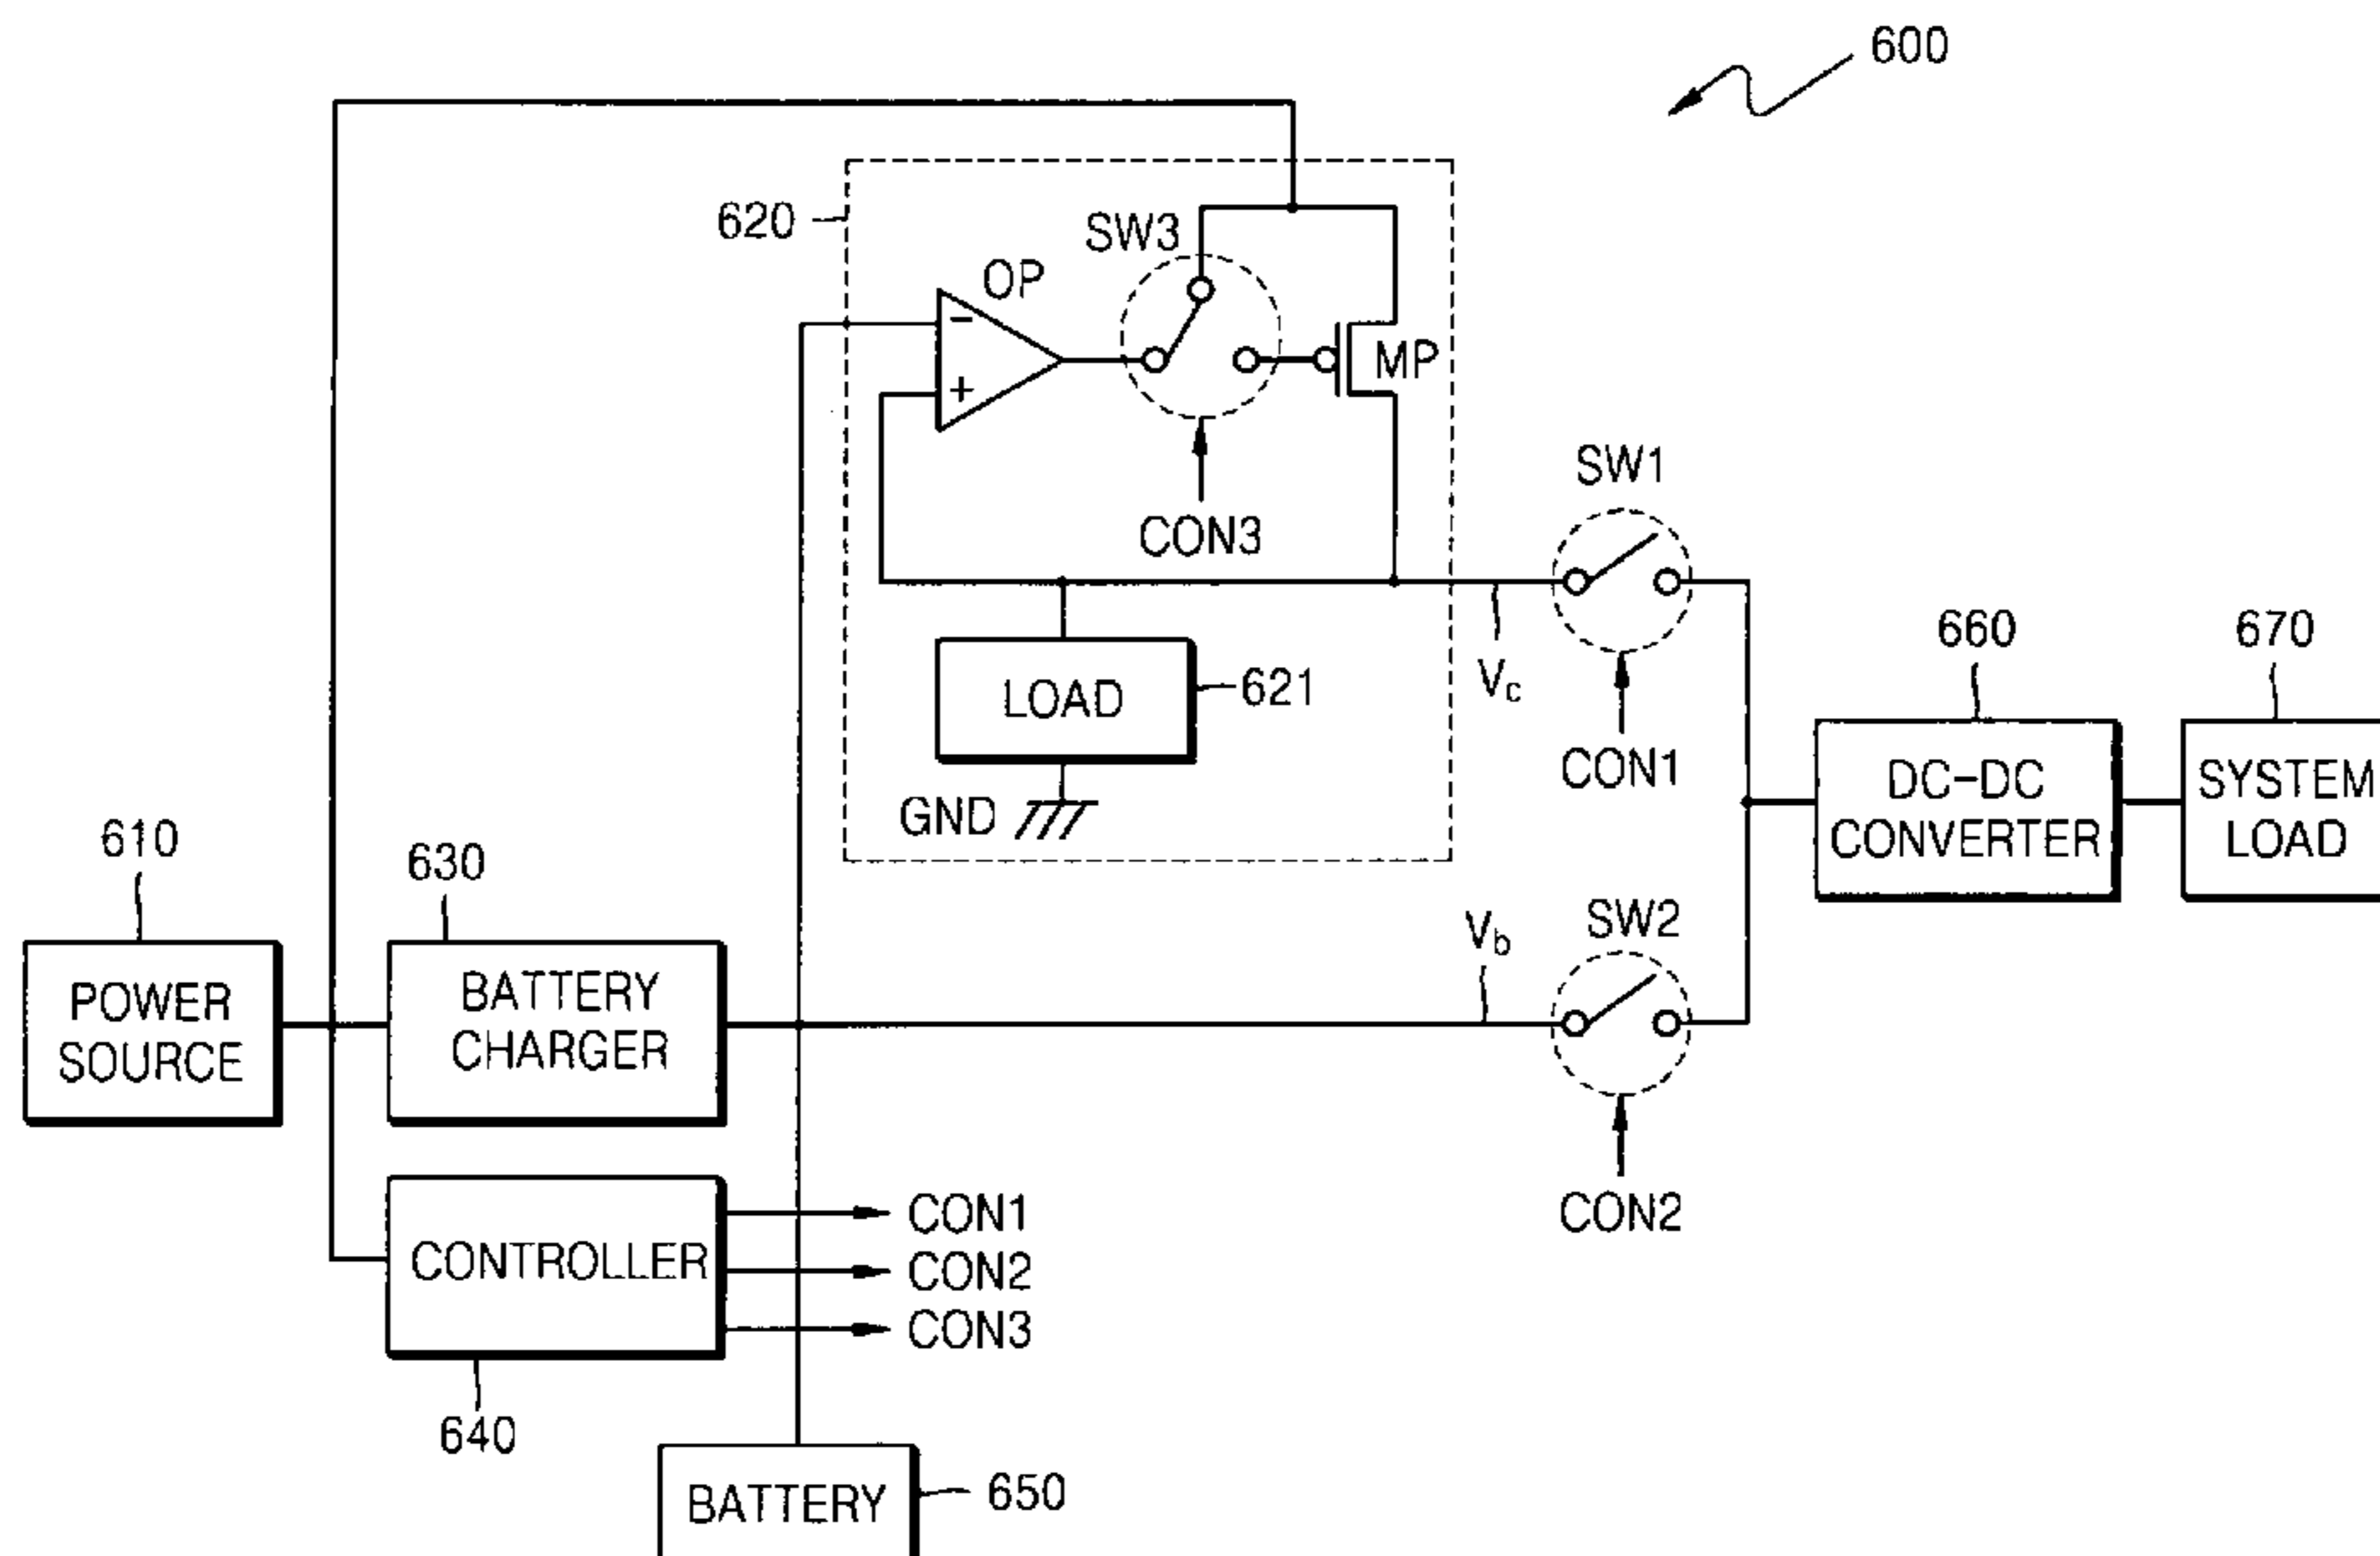 600
620
SW3
OP
−
+
MP
CON3
SW1
LOAD
621
Vc
CON1
GND
660
670
DC-DC
CONVERTER
SYSTEM
LOAD
610
630
POWER
SOURCE
BATTERY
CHARGER
Vb
SW2
CON2
CONTROLLER
CON1
CON2
CON3
640
BATTERY
650